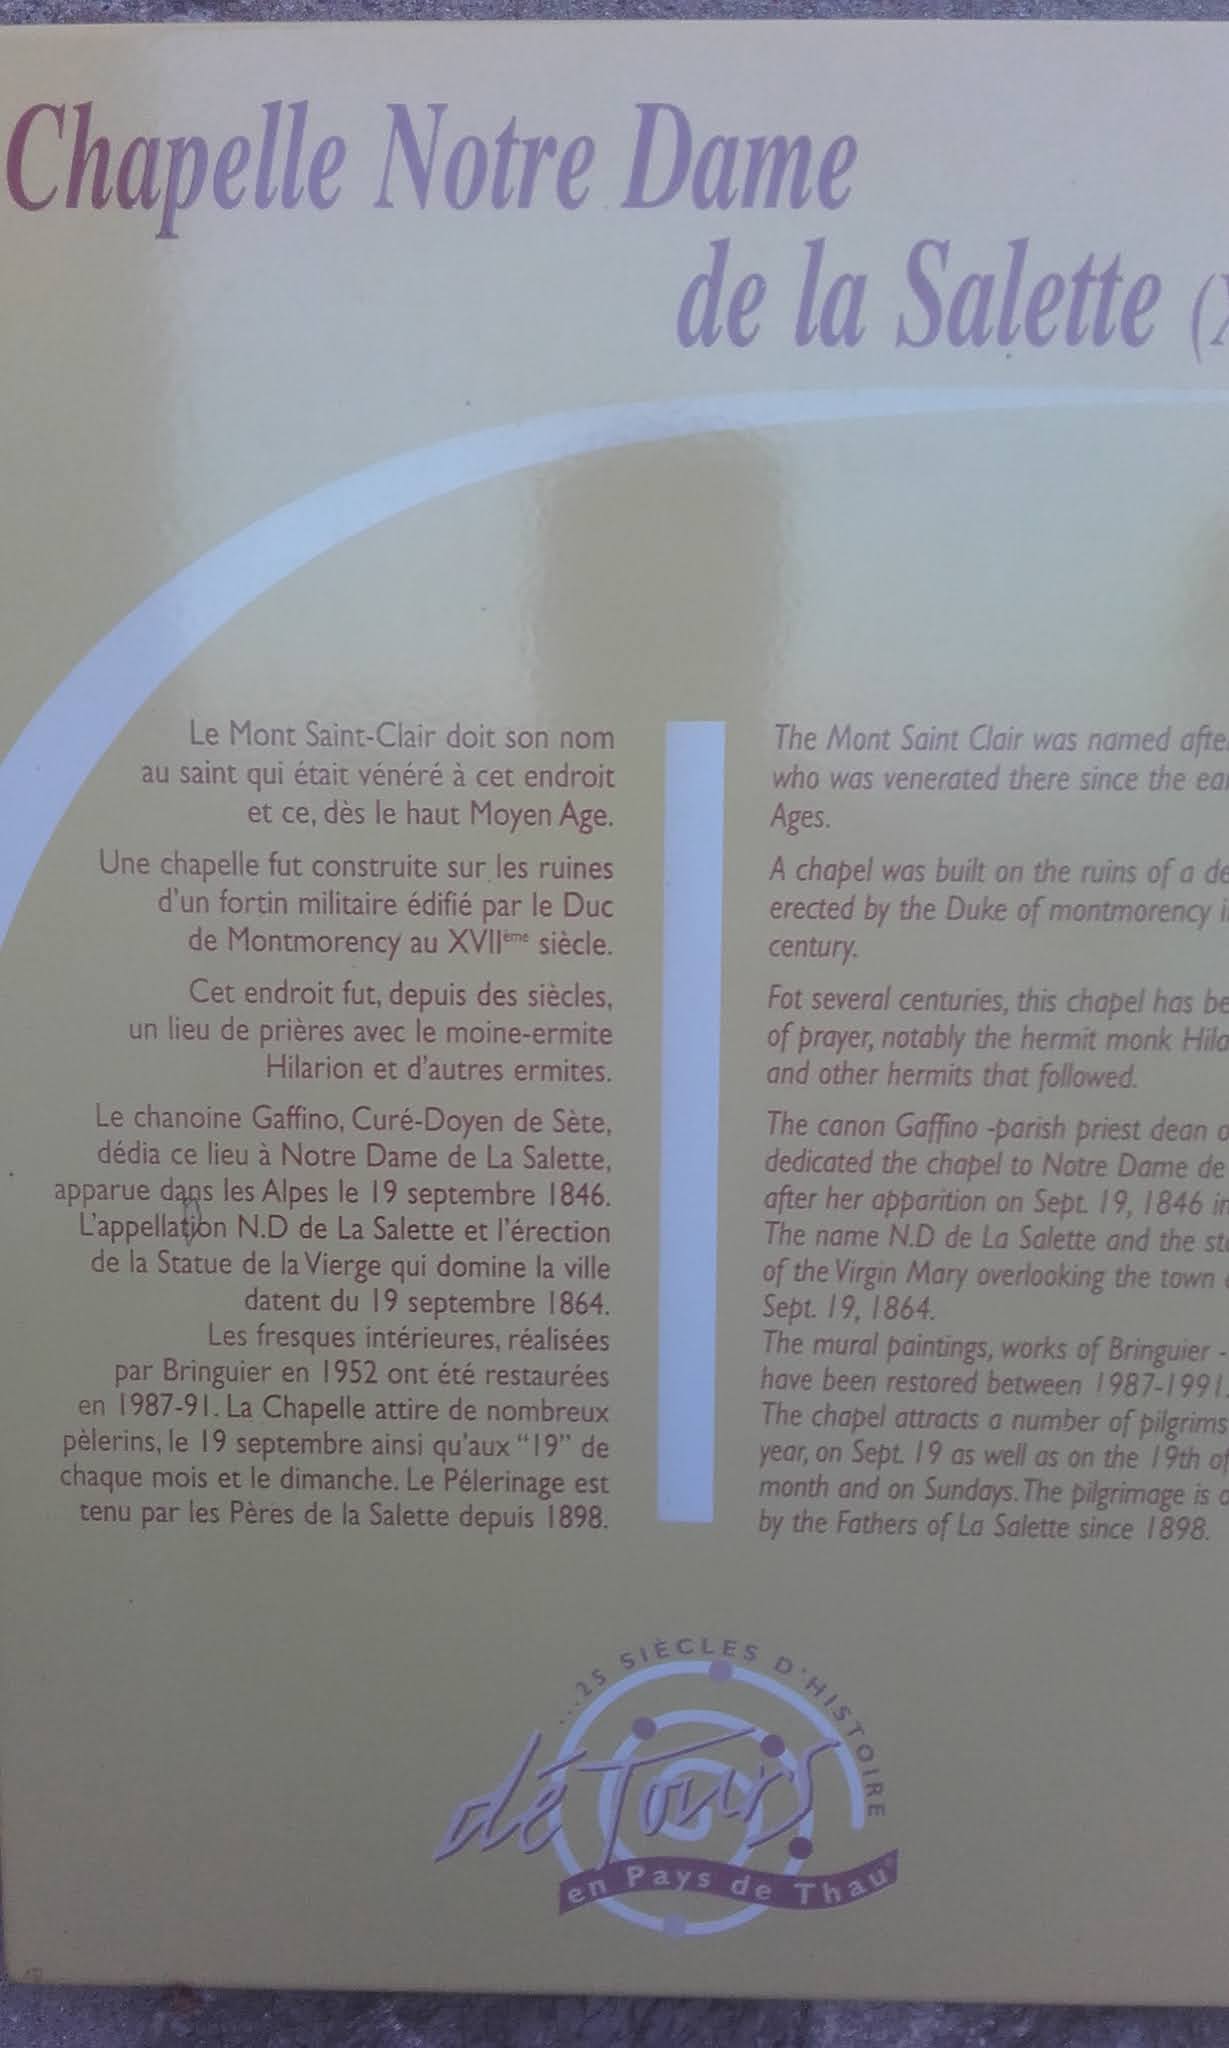 Chapelle Notre Dame
de la Salette
Le Mont Saint-Clair doit son nom
au saint qui était vénéré à cet endroit
et ce, dès le haut Moyen Age.
Une chapelle fut construite sur les ruines
d'un fortin militaire édifié par le Duc
de Montmorency au XVIIème siècle.
Cet endroit fut, depuis des siècles,
un lieu de prières avec le moine-ermite
Hilarion et d'autres ermites.
Le chanoine Gaffino, Curé-Doyen de Sète,
dédia ce lieu à Notre Dame de La Salette,
apparue dans les Alpes le 19 septembre 1846.
L'appellation N.D de La Salette et l'érection
de la Statue de la Vierge qui domine la ville
datent du 19 septembre 1864.
Les fresques intérieures, réalisées
par Bringuier en 1952 ont été restaurées
en 1987-91. La Chapelle attire de nombreux
pèlerins, le 19 septembre ainsi qu'aux "19" de
chaque mois et le dimanche. Le Pélerinage est
tenu par les Pères de la Salette depuis 1898.
The Mont Saint Clair was named
who was venerated there since the
Ages.
A chapel was built on the ruins of a
erected by the Duke of montmorency
century.
Fot several centuries, this chapel has
of prayer, notably the hermit monk
and other hermits that followed.
The canon Gaffino -parish priest dean
dedicated the chapel to Notre Dame de
after her apparition on Sept. 19, 1846
The name N.D de La Salette and the
of the Virgin Mary overlooking the town
Sept. 19, 1864.
The mural paintings, works of Bringuier -
have been restored between 1987-1991.
The chapel attracts a number of pilgrims
year, on Sept. 19 as well as on the 19th of
month and on Sundays. The pilgrimage is
by the Fathers of La Salette since 1898.
...25 SIÈCLES D'HISTOIRE
déTours
en Pays de Thau